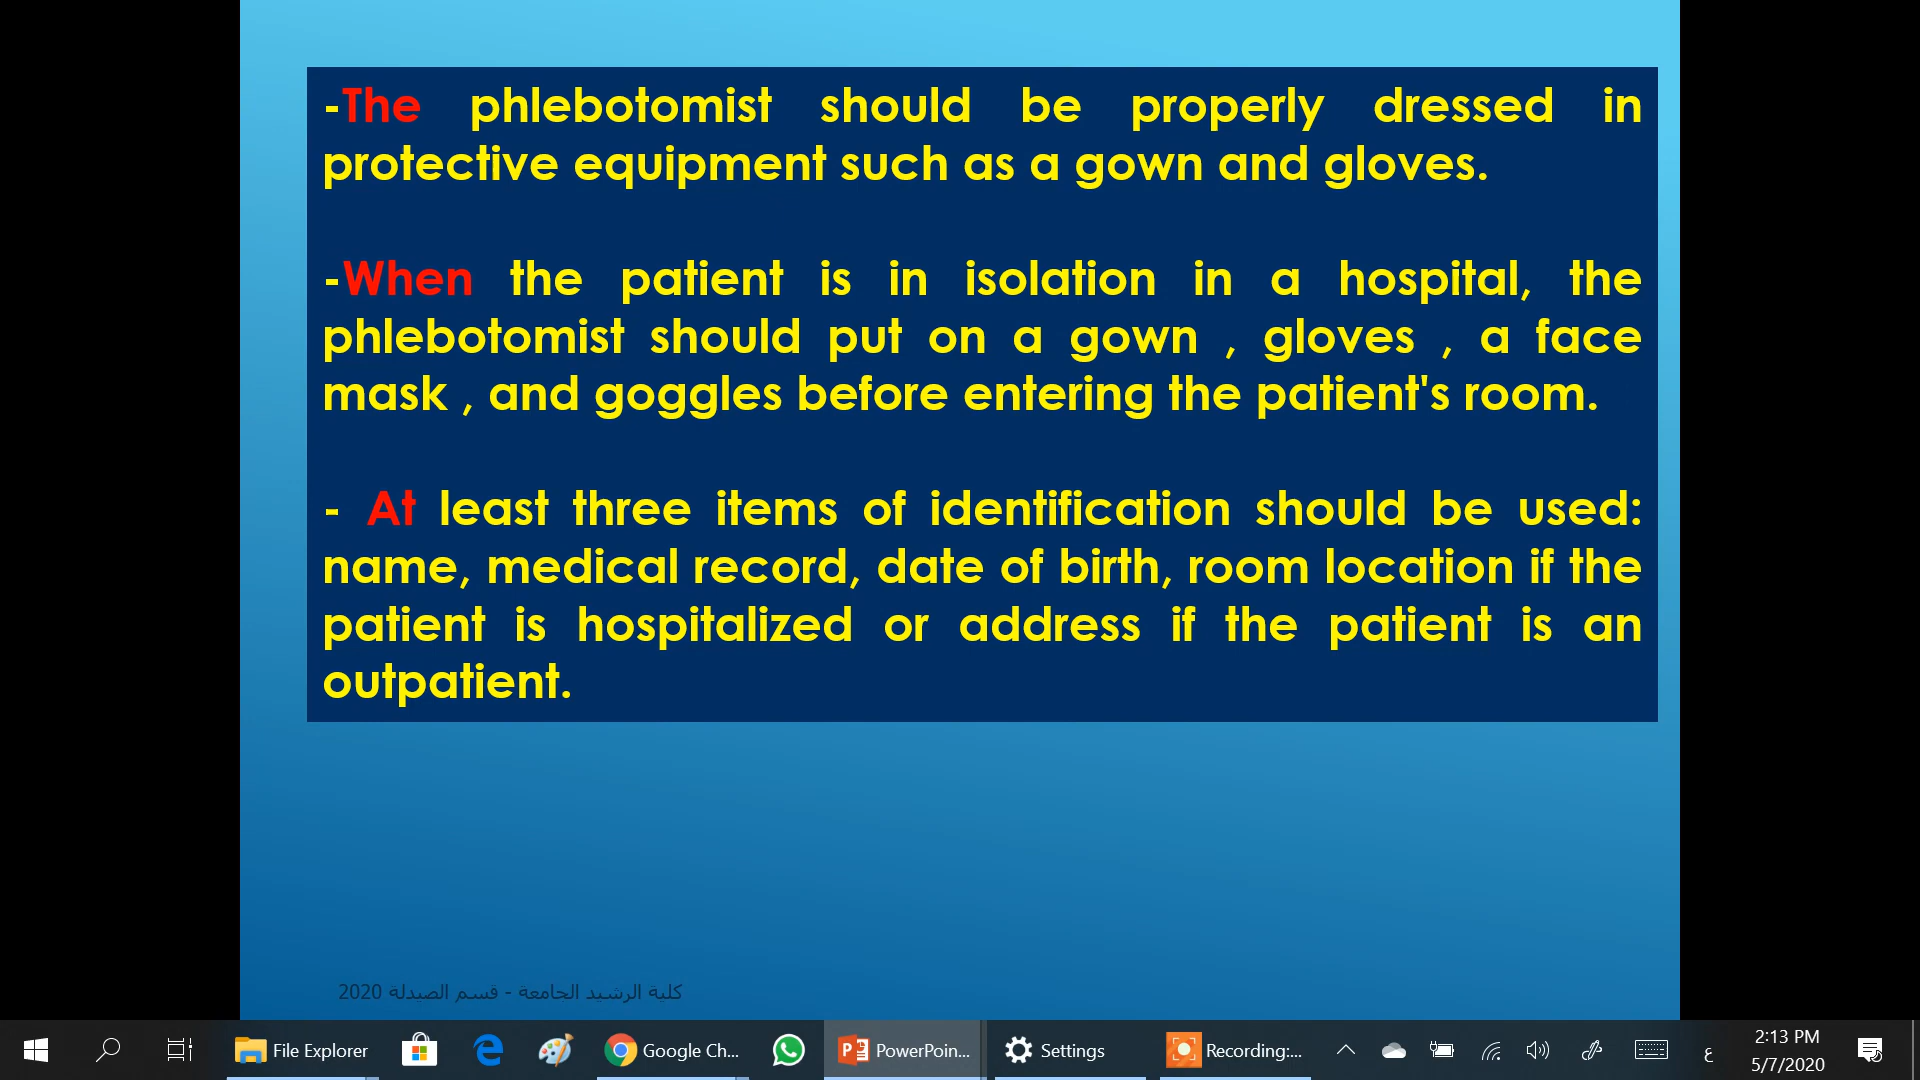 -The phlebotomist should be properly dressed in
protective equipment such as a gown and gloves.
-When the patient is in isolation in a hospital, the
phlebotomist should put on a gown , gloves , a face
mask , and goggles before entering the patient's room.
- At least three items of identification should be used:
name, medical record, date of birth, room location if the
patient is hospitalized or address if the patient is an
outpatient.
كلية الرشيد الجامعة - قسم الصيدلة 2020
File Explorer
Google Ch...
PowerPoin...
Settings
Recording:...
ع
2:13 PM
5/7/2020